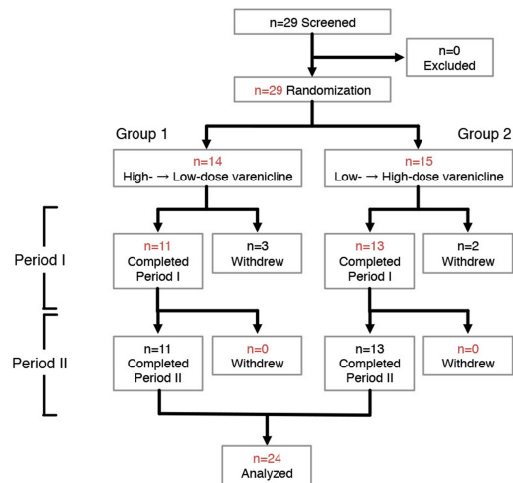 n=29 Screened
n=0
Excluded
n=29 Randomization
Group 1
Group 2
n=14
High- → Low-dose varenicline
n=15
Low- → High-dose varenicline
Period I
n=11
Completed
Period I
n=3
Withdrew
n=13
Completed
Period I
n=2
Withdrew
Period II
n=11
Completed
Period II
n=0
Withdrew
n=13
Completed
Period II
n=0
Withdrew
n=24
Analyzed